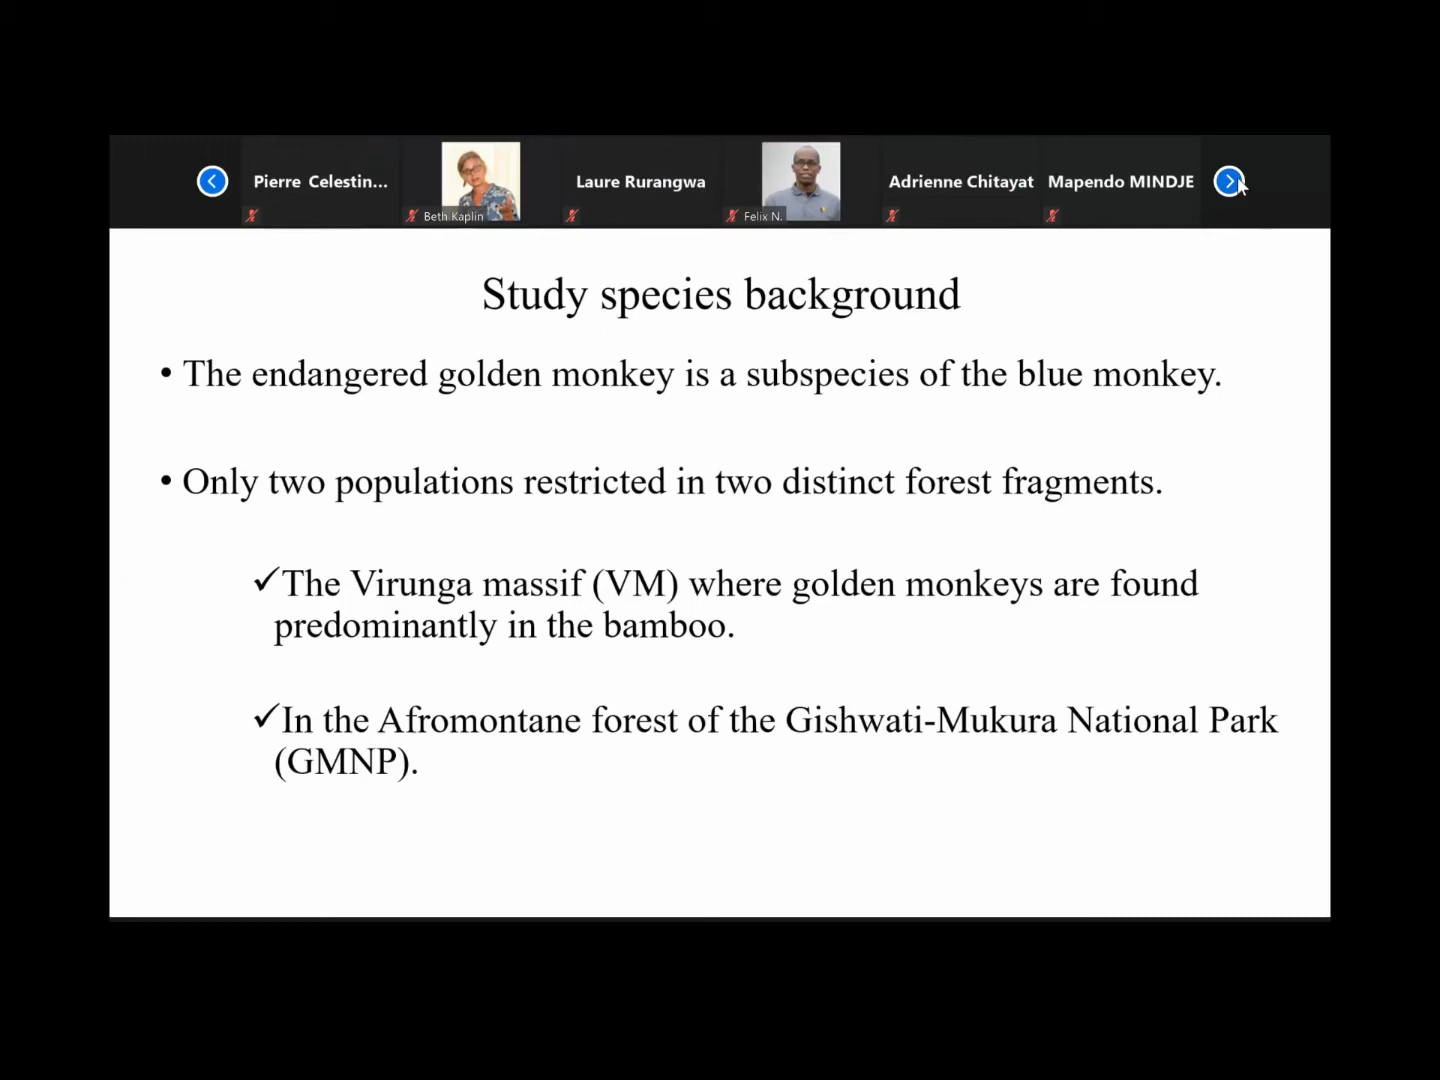 Pierre Celestin...
Beth Kaplin
Laure Rurangwa
Felix N.
Adrienne Chitayat
Mapendo MINDJE
Study species background
• The endangered golden monkey is a subspecies of the blue monkey.
• Only two populations restricted in two distinct forest fragments.
✓The Virunga massif (VM) where golden monkeys are found
predominantly in the bamboo.
✓In the Afromontane forest of the Gishwati-Mukura National Park
(GMNP).